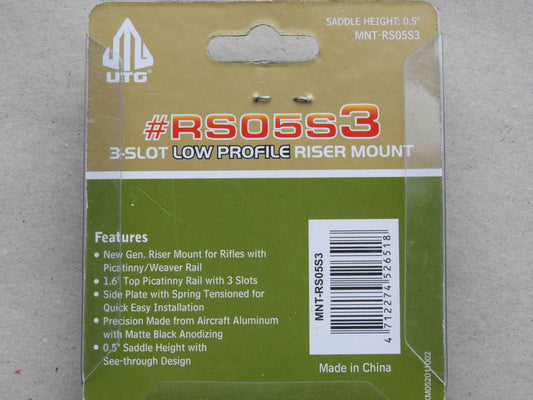 SADDLE HEIGHT: 0.5"
MNT-RS05S3
UTG®
#RS05S3
3-SLOT LOW PROFILE RISER MOUNT
Features
• New Gen. Riser Mount for Rifles with
Picatinny/Weaver Rail
• 1.6" Top Picatinny Rail with 3 Slots
• Side Plate with Spring Tensioned for
Quick Easy Installation
• Precision Made from Aircraft Aluminum
with Matte Black Anodizing
• 0.5" Saddle Height with
See-through Design
MNT-RS05S3
4 712274 526518
Made in China